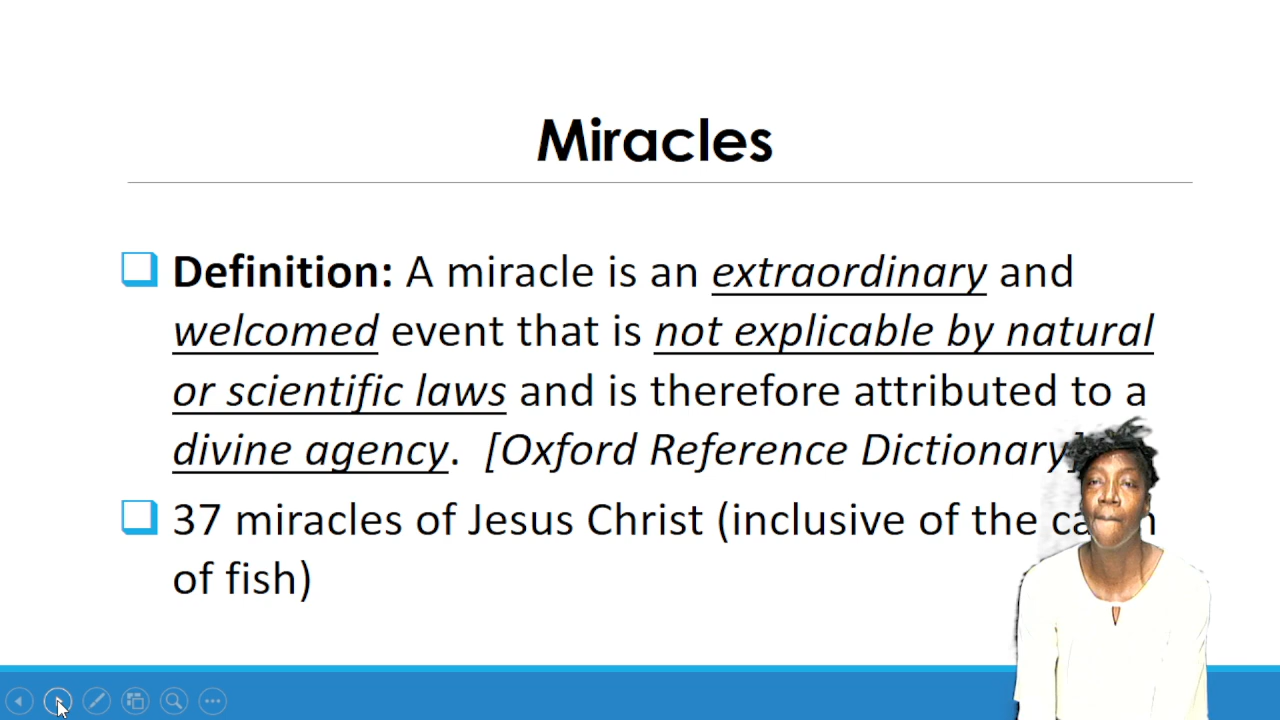 Miracles
Definition: A miracle is an extraordinary and
welcomed event that is not explicable by natural
or scientific laws and is therefore attributed to a
divine agency. [Oxford Reference Dictionary]
37 miracles of Jesus Christ (inclusive of the
of fish)